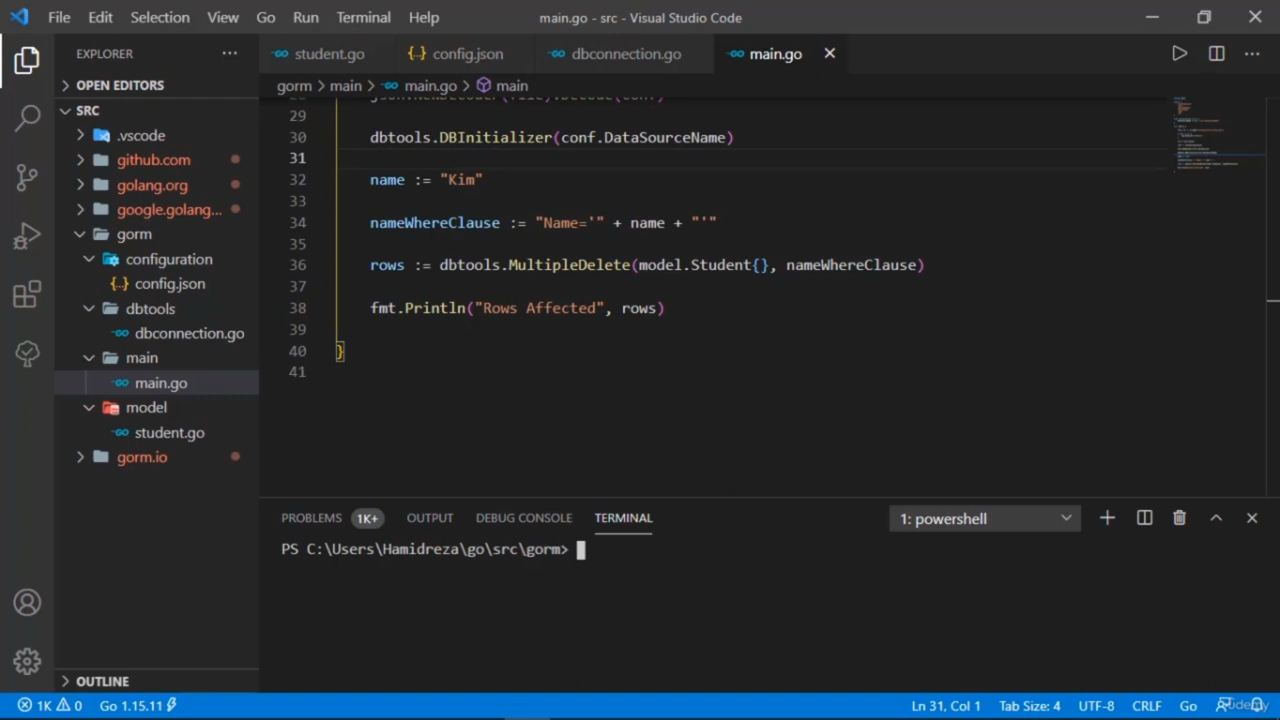 File Edit Selection View Go Run Terminal Help main.go - src - Visual Studio Code
EXPLORER
student.go config.json dbconnection.go main.go
OPEN EDITORS
gorm > main > main.go > main
SRC
.vscode
github.com
golang.org
google.golang...
gorm
configuration
config.json
dbtools
dbconnection.go
main
main.go
model
student.go
gorm.io
OUTLINE
29
30 dbtools.DBInitializer(conf.DataSourceName)
31
32 name := "Kim"
33
34 nameWhereClause := "Name='" + name + "'"
35
36 rows := dbtools.MultipleDelete(model.Student{}, nameWhereClause)
37
38 fmt.Println("Rows Affected", rows)
39
40 }
41
PROBLEMS 1K+ OUTPUT DEBUG CONSOLE TERMINAL 1: powershell
PS C:\Users\Hamidreza\go\src\gorm>
1K 0 Go 1.15.11 Ln 31, Col 1 Tab Size: 4 UTF-8 CRLF Go